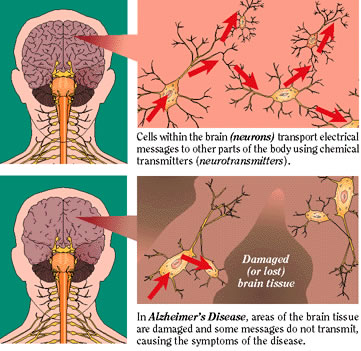 Cells within the brain (neurons) transport electrical
messages to other parts of the body using chemical
transmitters (neurotransmitters).
Damaged
(or lost)
brain tissue
In Alzheimer's Disease, areas of the brain tissue
are damaged and some messages do not transmit,
causing the symptoms of the disease.